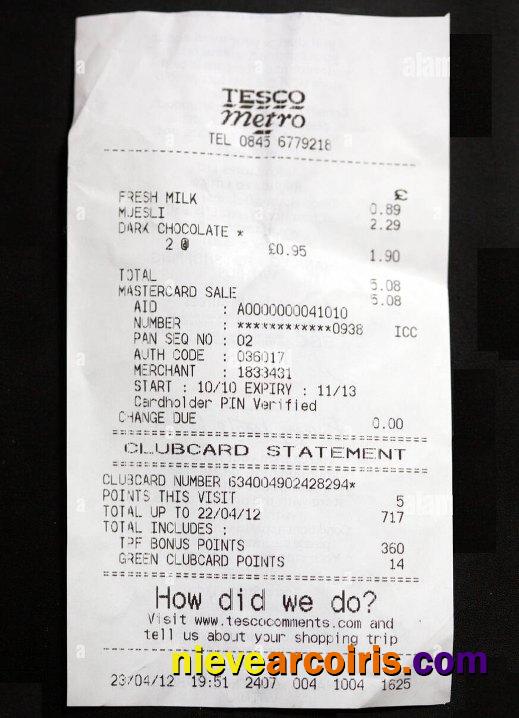 TESCO
metro
TEL 0845 6779218
£
FRESH MILK 0.89
MUESLI 2.29
DARK CHOCOLATE *
2 @ £0.95 1.90
TOTAL 5.08
MASTERCARD SALE 5.08
AID : A0000000041010
NUMBER : ************0938 ICC
PAN SEQ NO : 02
AUTH CODE : 036017
MERCHANT : 1833431
START : 10/10 EXPIRY : 11/13
Cardholder PIN Verified
CHANGE DUE 0.00
CLUBCARD STATEMENT
CLUBCARD NUMBER 634004902428294*
POINTS THIS VISIT 5
TOTAL UP TO 22/04/12 717
TOTAL INCLUDES :
TPF BONUS POINTS 360
GREEN CLUBCARD POINTS 14
How did we do?
Visit www.tescocomments.com and
tell us about your shopping trip
nievearcoiris.com
23/04/12 19:51 2407 004 1004 1625